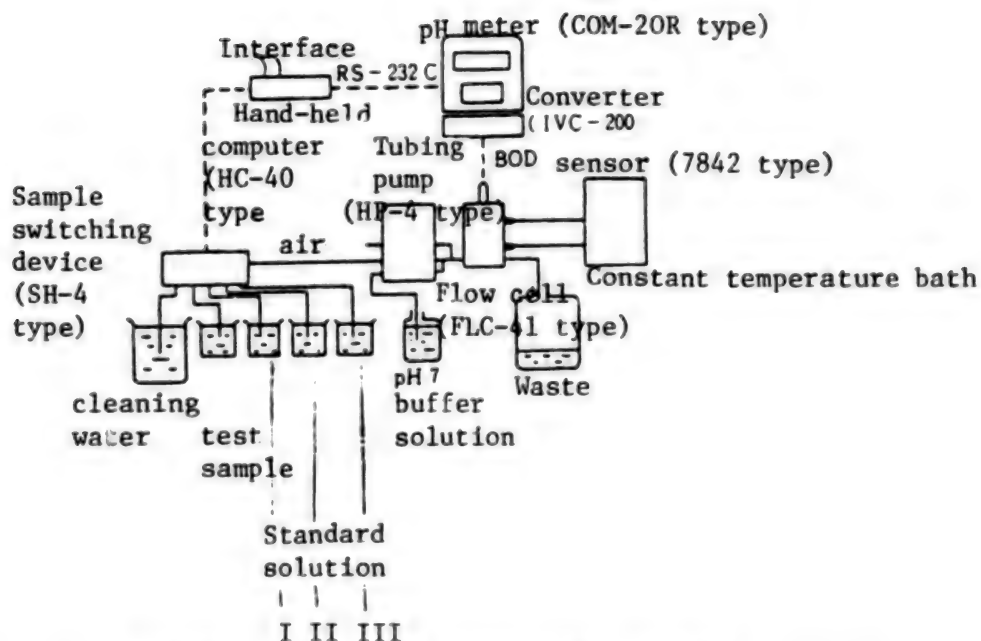 pH meter (COM-20R type)
Interface
RS-232C
Hand-held
computer
(HC-40
type
Converter
(IVC-200
Tubing
pump
(HP-4 type)
BOD sensor (7842 type)
Sample
switching
device
(SH-4
type)
air
Constant temperature bath
Flow cell
(FLC-41 type)
pH 7
buffer
solution
Waste
cleaning
water
test
sample
Standard
solution
I II III